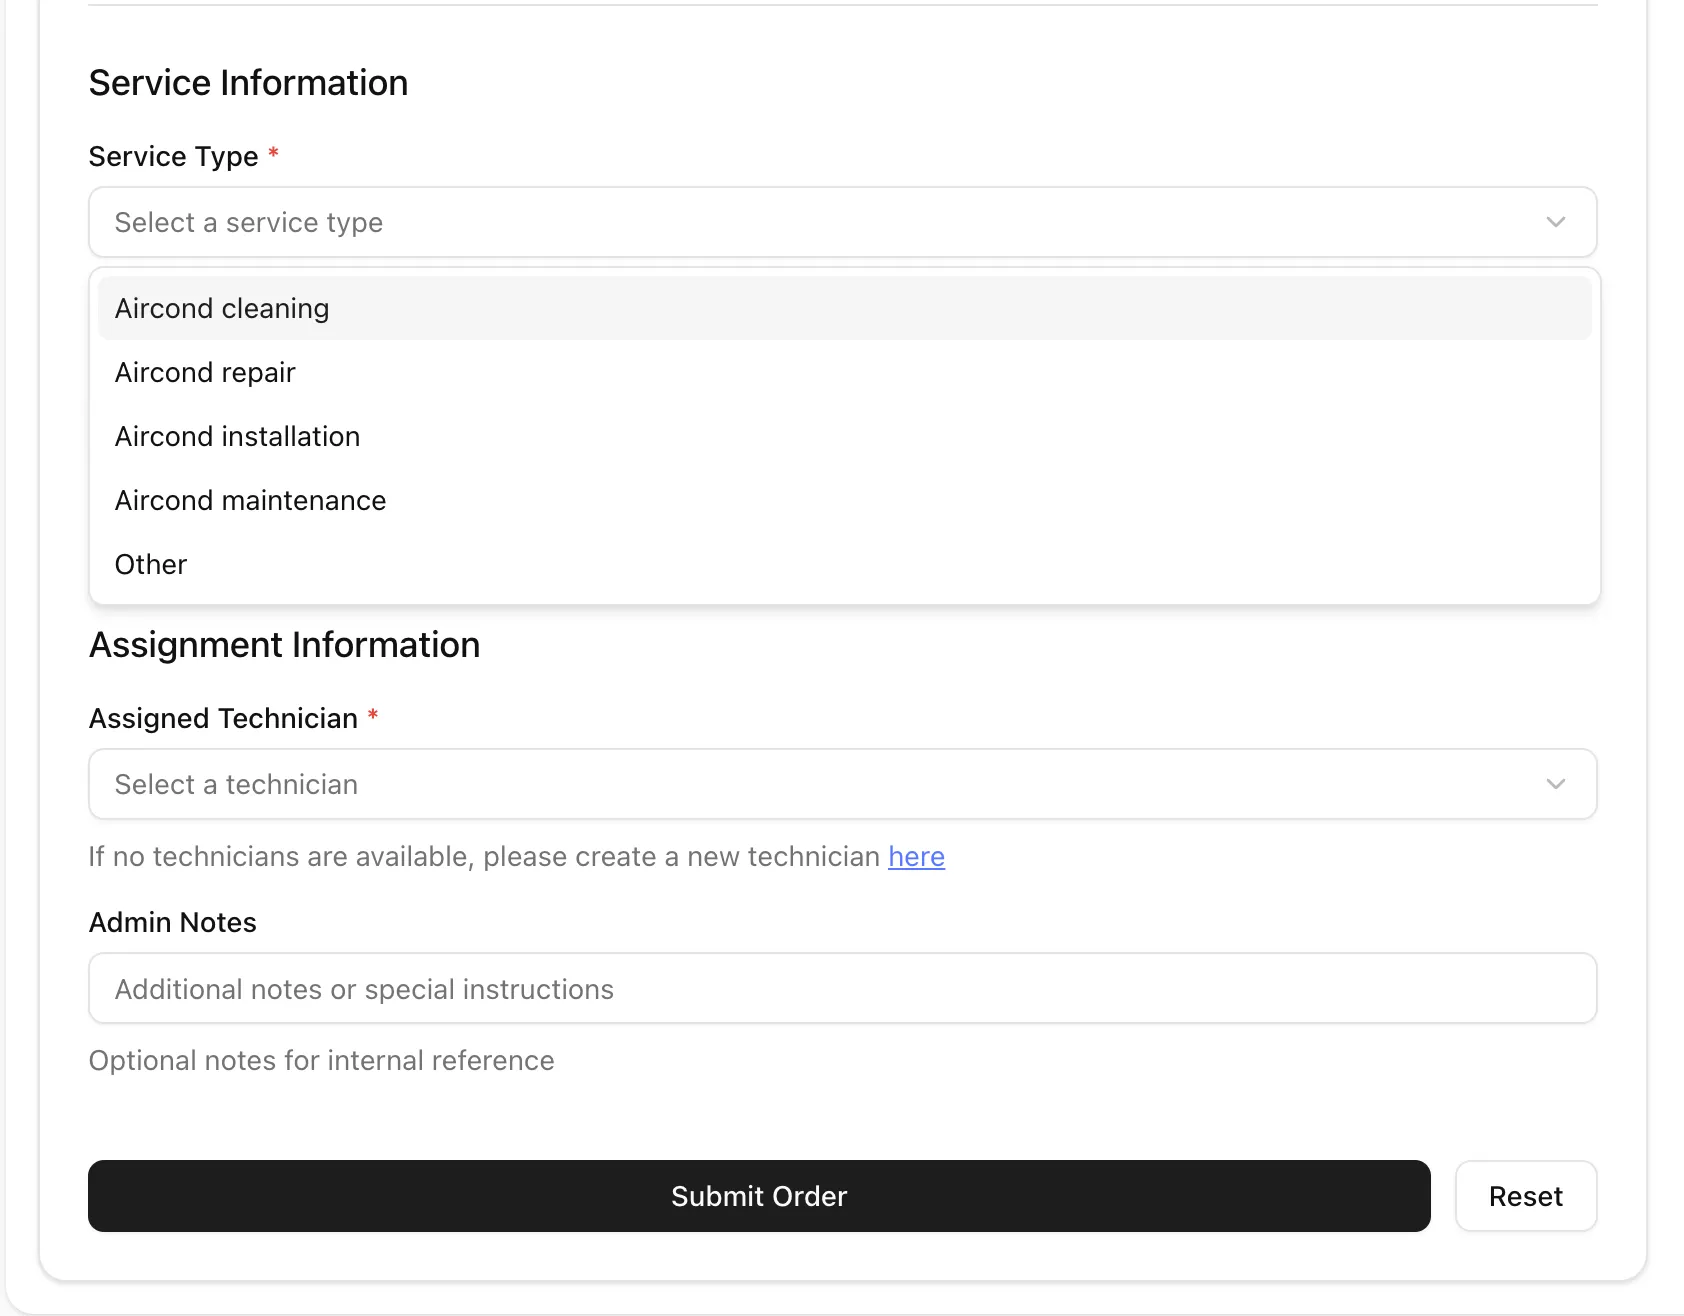 Service Information
Service Type *
Select a service type
Aircond cleaning
Aircond repair
Aircond installation
Aircond maintenance
Other
Assignment Information
Assigned Technician *
Select a technician
If no technicians are available, please create a new technician here
Admin Notes
Additional notes or special instructions
Optional notes for internal reference
Submit Order
Reset